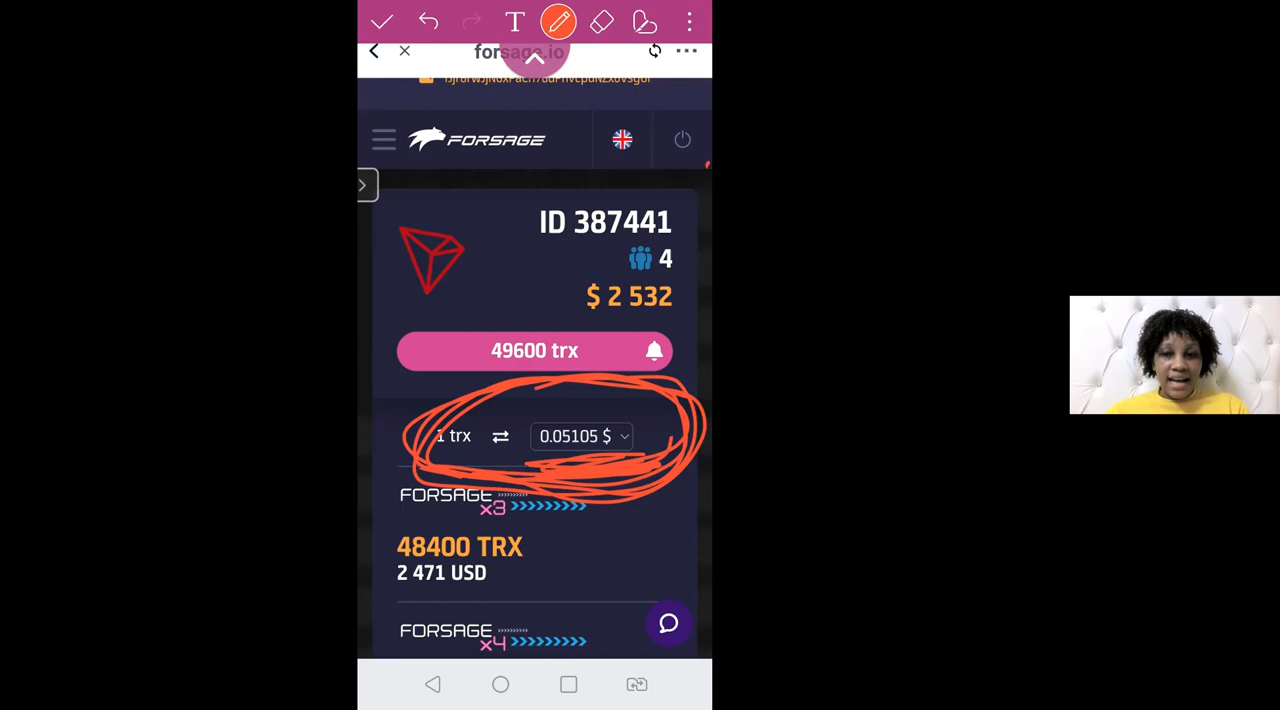 T
forsage.io
FORSAGE
ID 387441
4
$ 2 532
49600 trx
1 trx
0.05105 $
FORSAGE
x3
48400 TRX
2 471 USD
FORSAGE
x4